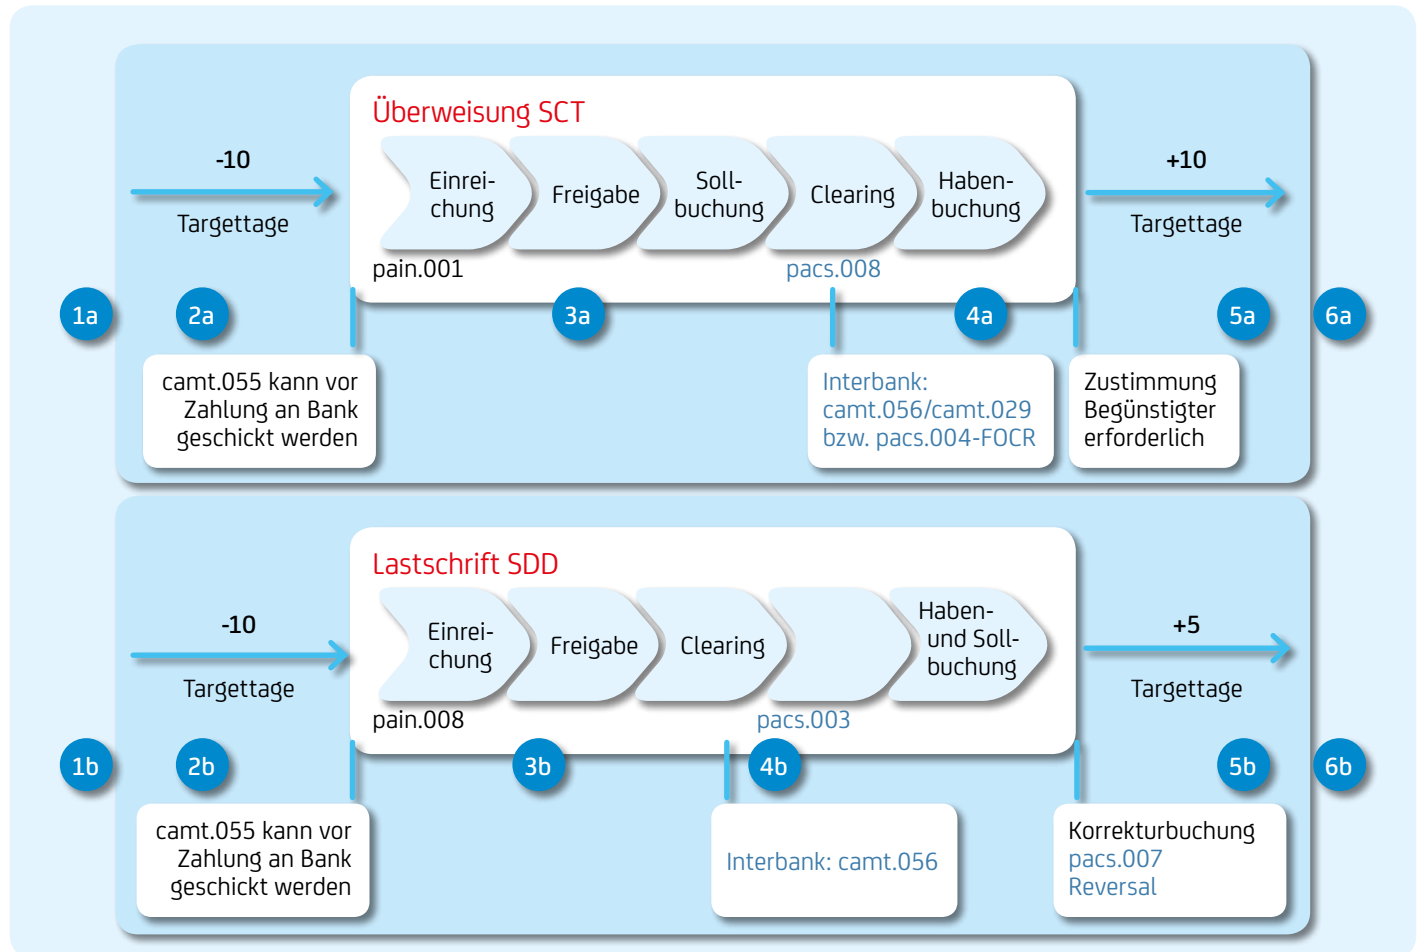 Überweisung SCT
-10
Targettage
Einrei-
chung
Freigabe
Soll-
buchung
Clearing
Haben-
buchung
+10
Targettage
pain.001
pacs.008
1a
2a
3a
4a
5a
6a
camt.055 kann vor
Zahlung an Bank
geschickt werden
Interbank:
camt.056/camt.029
bzw. pacs.004-FOCR
Zustimmung
Begünstigter
erforderlich
Lastschrift SDD
-10
Targettage
Einrei-
chung
Freigabe
Clearing
Haben-
und Soll-
buchung
+5
Targettage
pain.008
pacs.003
1b
2b
3b
4b
5b
6b
camt.055 kann vor
Zahlung an Bank
geschickt werden
Interbank: camt.056
Korrekturbuchung
pacs.007
Reversal